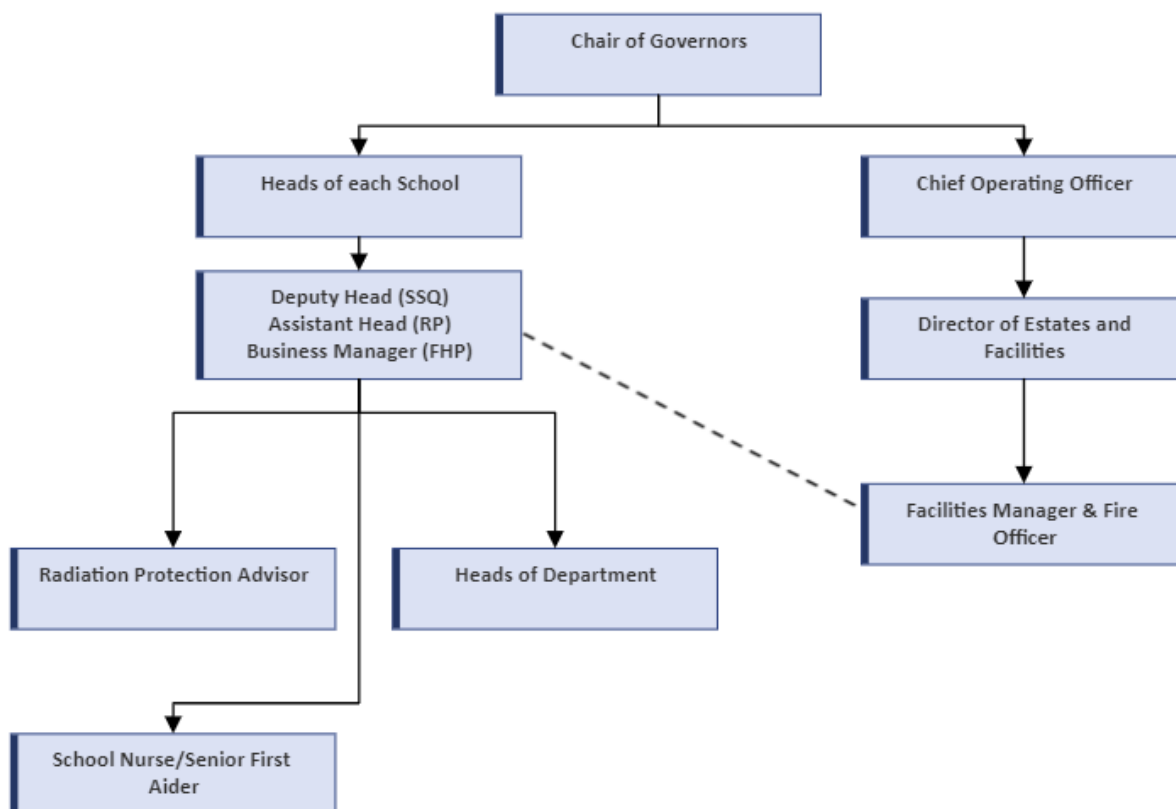 Chair of Governors
Heads of each School
Chief Operating Officer
Deputy Head (SSQ)
Assistant Head (RP)
Business Manager (FHP)
Director of Estates and
Facilities
Facilities Manager & Fire
Officer
Radiation Protection Advisor
Heads of Department
School Nurse/Senior First
Aider